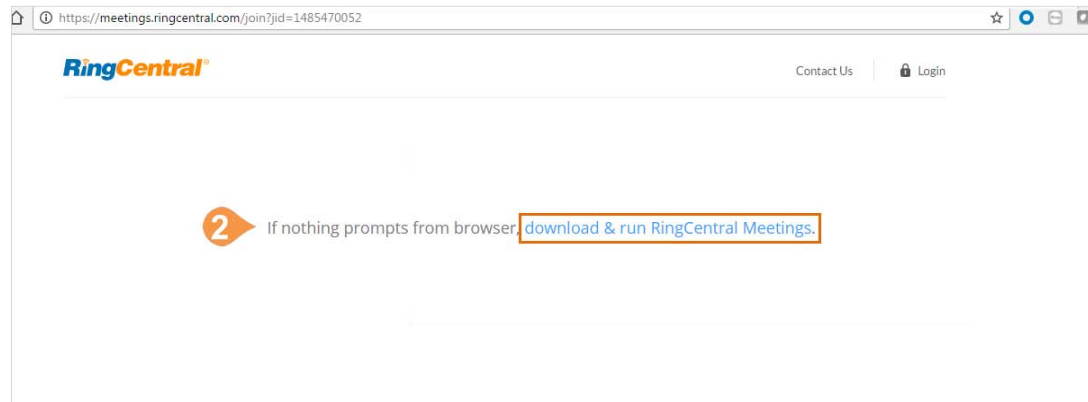 https://meetings.ringcentral.com/join?jid=1485470052
RingCentral®
Contact Us
Login
2
If nothing prompts from browser, download & run RingCentral Meetings.